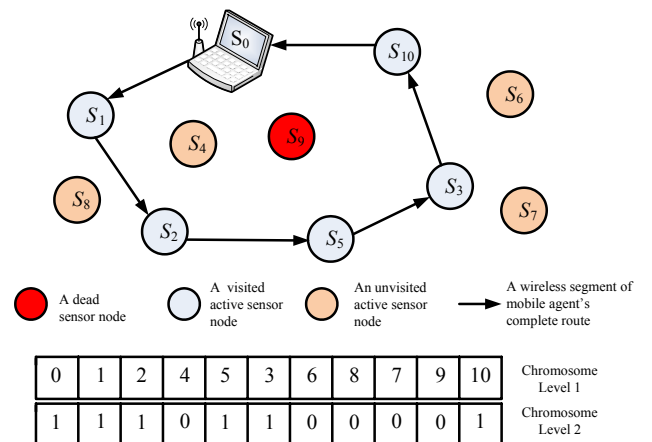 S0
S10
S6
S1
S4
S9
S3
S8
S7
S2
S5
A dead
sensor node
A visited
active sensor
node
An unvisited
active sensor
node
A wireless segment of
mobile agent's
complete route
0 1 2 4 5 3 6 8 7 9 10
Chromosome
Level 1
1 1 1 0 1 1 0 0 0 0 1
Chromosome
Level 2